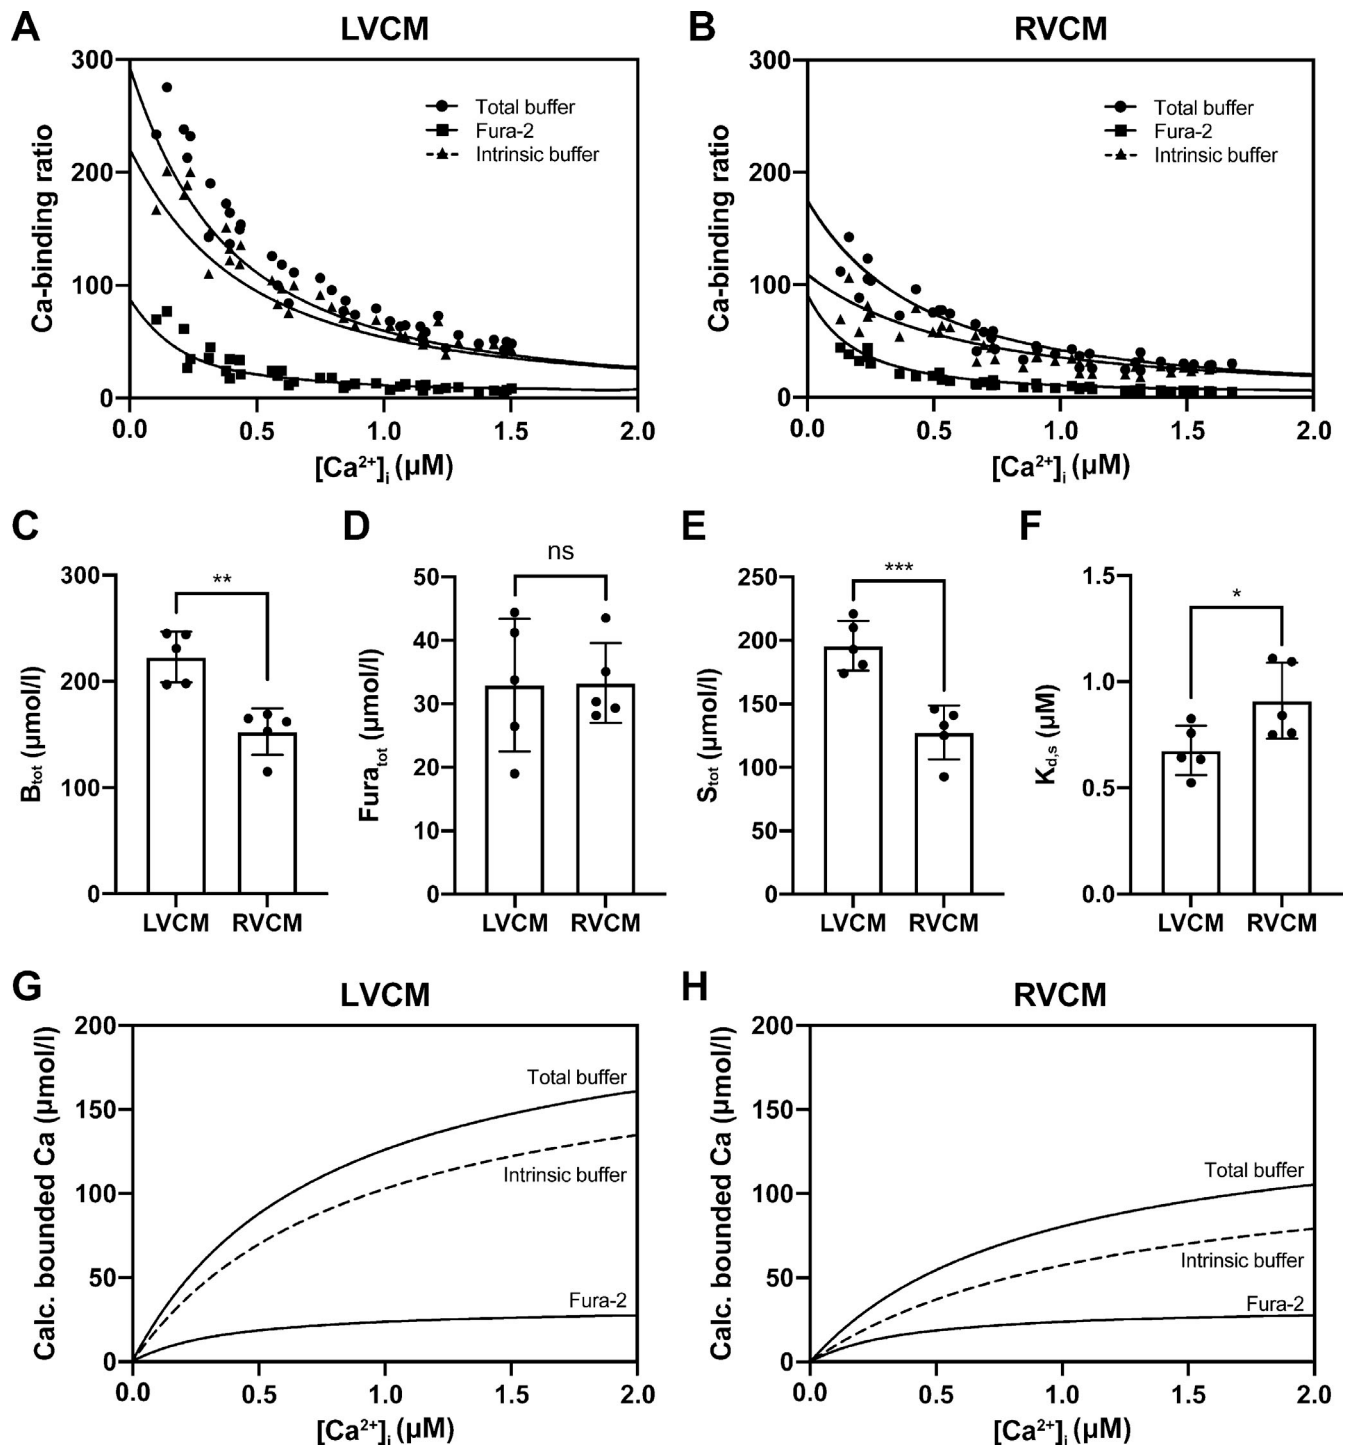 A
LVCM
Ca-binding ratio
300
200
100
0
Total buffer
Fura-2
Intrinsic buffer
0.0 0.5 1.0 1.5 2.0
[Ca²⁺]ᵢ (µM)
B
RVCM
Ca-binding ratio
300
200
100
0
Total buffer
Fura-2
Intrinsic buffer
0.0 0.5 1.0 1.5 2.0
[Ca²⁺]ᵢ (µM)
C
Btot (µmol/l)
300
200
100
0
**
LVCM RVCM
D
Furatot (µmol/l)
50
40
30
20
10
0
ns
LVCM RVCM
E
Stot (µmol/l)
250
200
150
100
50
0
***
LVCM RVCM
F
Kd,s (µM)
1.5
1.0
0.5
0.0
*
LVCM RVCM
G
LVCM
Calc. bounded Ca (µmol/l)
200
150
100
50
0
Total buffer
Intrinsic buffer
Fura-2
0.0 0.5 1.0 1.5 2.0
[Ca²⁺]ᵢ (µM)
H
RVCM
Calc. bounded Ca (µmol/l)
200
150
100
50
0
Total buffer
Intrinsic buffer
Fura-2
0.0 0.5 1.0 1.5 2.0
[Ca²⁺]ᵢ (µM)